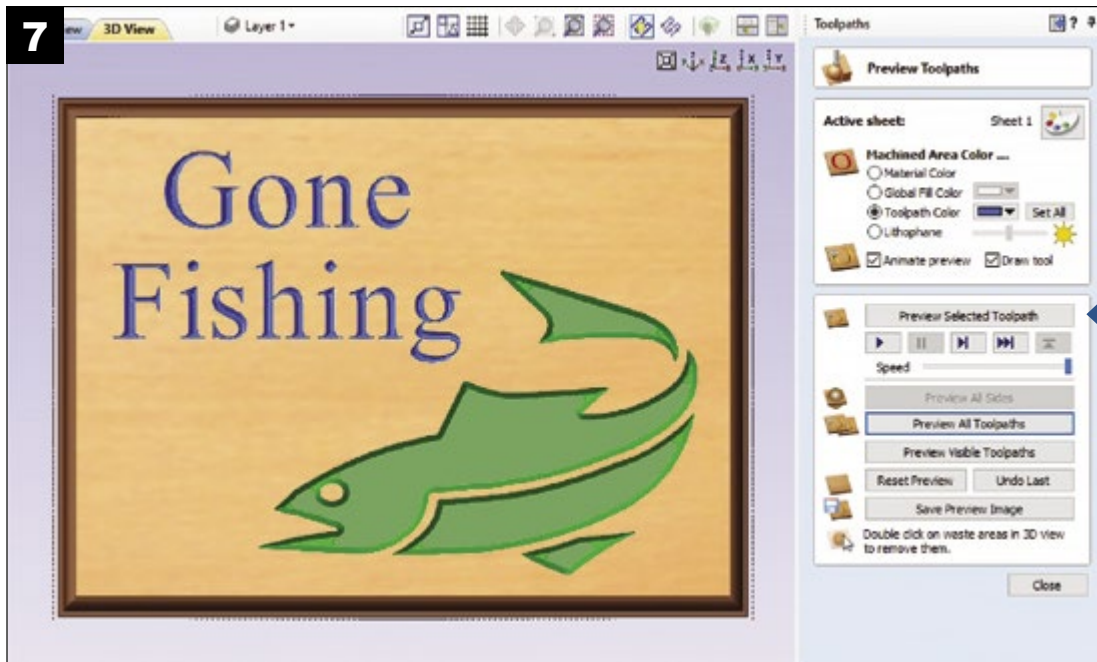 7
ew 3D View Layer 1
Toolpaths ?
Z X Y
Preview Toolpaths
Active sheet: Sheet 1
Machined Area Color ....
Material Color
Global Fill Color
Toolpath Color Set All
Lithophane
Animate preview Draw tool
Gone
Fishing
Preview Selected Toolpath
Speed
Preview All Sides
Preview All Toolpaths
Preview Visible Toolpaths
Reset Preview Undo Last
Save Preview Image
Double click on waste areas in 3D view
to remove them.
Close